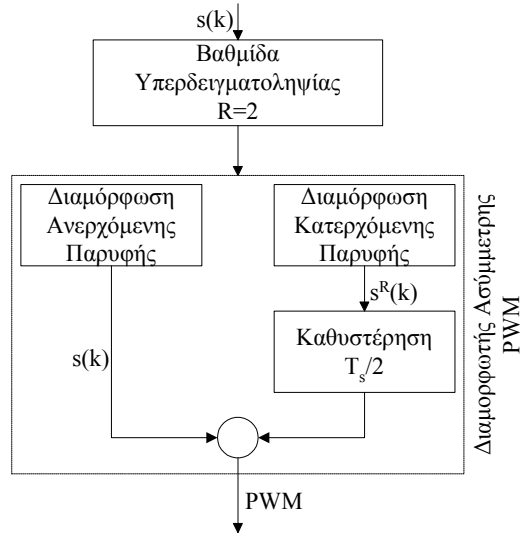 s(k)
Βαθμίδα
Υπερδειγματοληψίας
R=2
Διαμόρφωση
Ανερχόμενης
Παρυφής
Διαμόρφωση
Κατερχόμενης
Παρυφής
s^R(k)
Καθυστέρηση
T_s/2
s(k)
PWM
Διαμορφωτής Ασύμμετρης
PWM